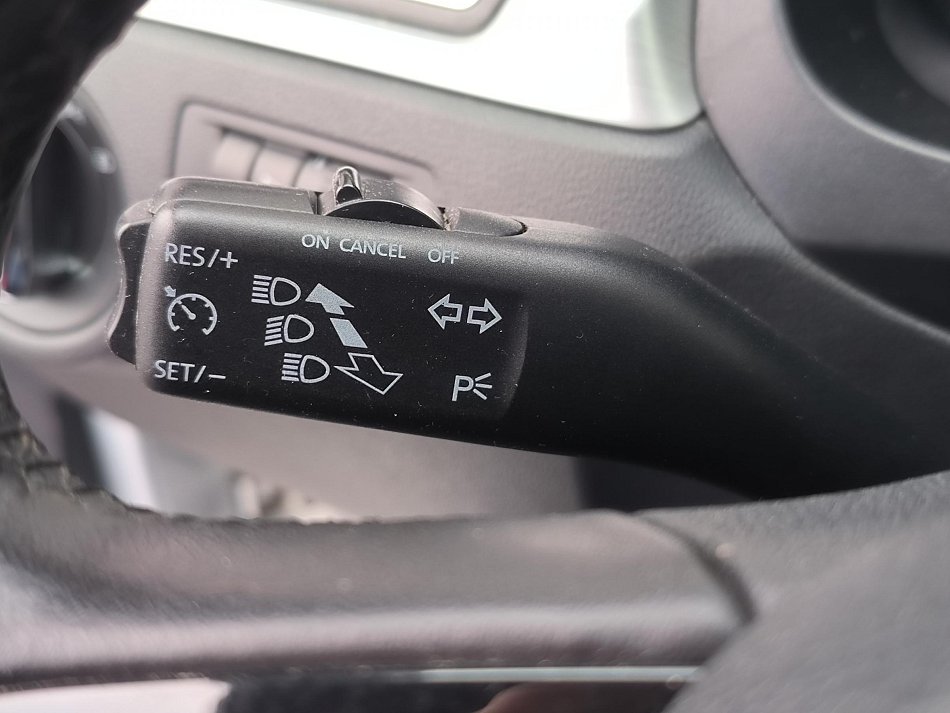 ON CANCEL OFF
RES/+
SET/-
P